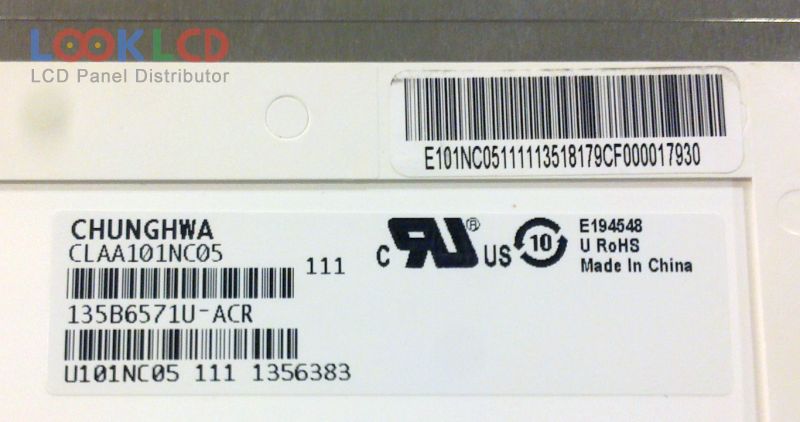 LOOKLCD
LCD Panel Distributor
E101NC05111113518179CF000017930
CHUNGHWA
CLAA101NC05
111
135B6571U-ACR
U101NC05 111 1356383
C RU US ®
10
E194548
U RoHS
Made In China